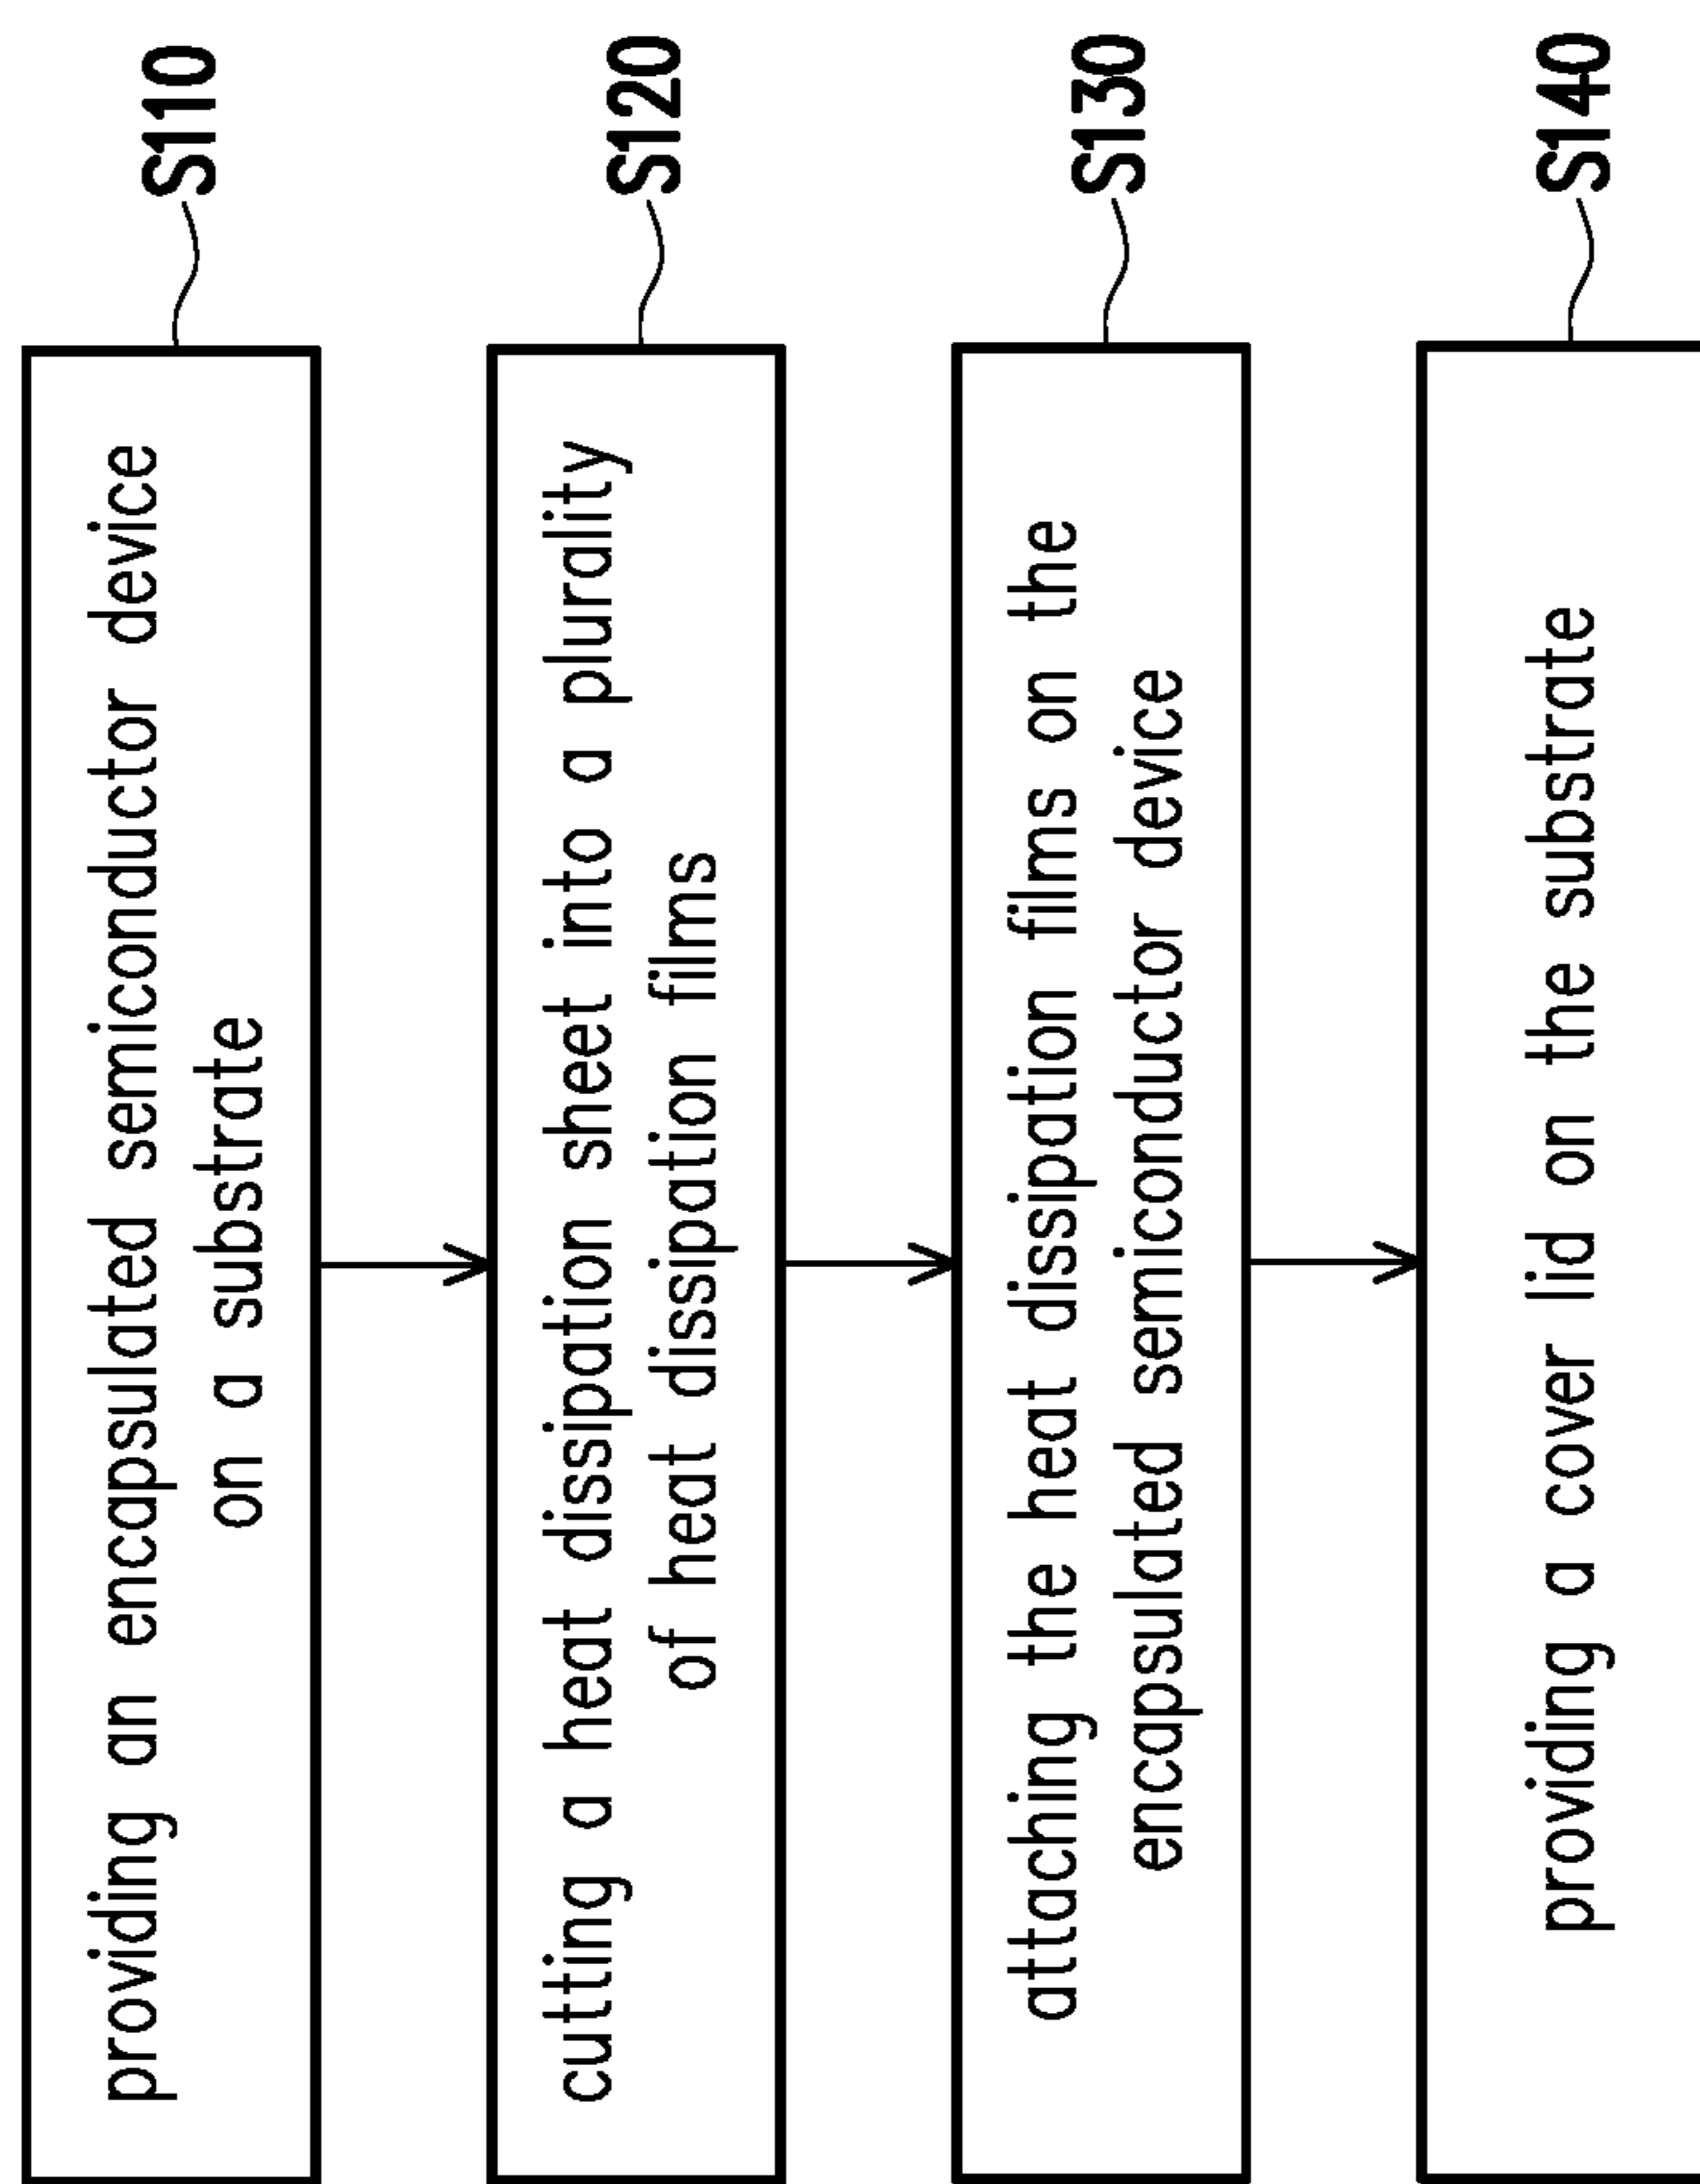 providing an encapsulated semiconductor device
on a substrate
S110
cutting a heat dissipation sheet into a plurality
of heat dissipation films
S120
attaching the heat dissipation films on the
encapsulated semiconductor device
S130
providing a cover lid on the substrate
S140